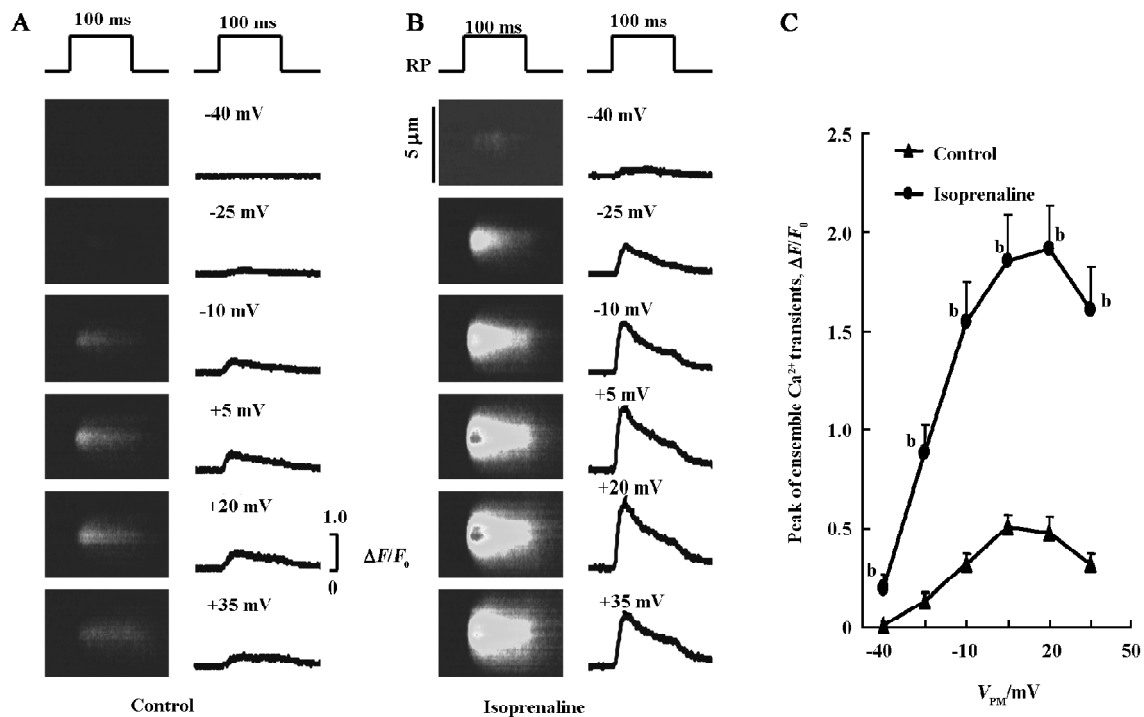 A
100 ms
100 ms
-40 mV
-25 mV
-10 mV
+5 mV
+20 mV
1.0
ΔF/F₀
0
+35 mV
Control
B
100 ms
100 ms
RP
5 μm
-40 mV
-25 mV
-10 mV
+5 mV
+20 mV
+35 mV
Isoprenaline
C
Peak of ensemble Ca²⁺ transients, ΔF/F₀
2.5
2.0
1.5
1.0
0.5
0
Control
Isoprenaline
b
b
b
b
b
b
-40
-10
20
50
V_PM/mV